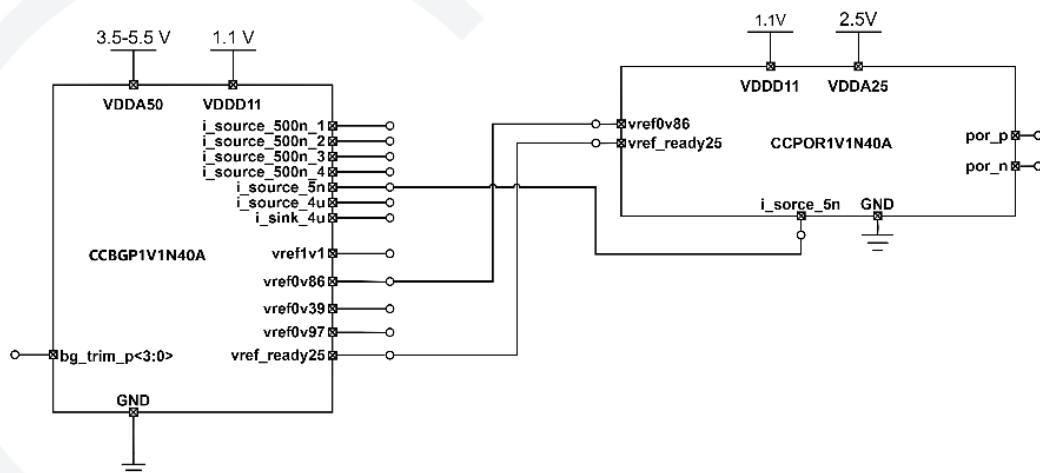 3.5-5.5 V
1.1 V
VDDA50
VDDD11
i_source_500n_1
i_source_500n_2
i_source_500n_3
i_source_500n_4
i_source_5n
i_source_4u
i_sink_4u
CCBGP1V1N40A
vref1v1
vref0v86
vref0v39
vref0v97
bg_trim_p<3:0>
vref_ready25
GND
1.1V
2.5V
VDDD11
VDDA25
vref0v86
vref_ready25
CCPOR1V1N40A
por_p
por_n
i_sorce_5n
GND